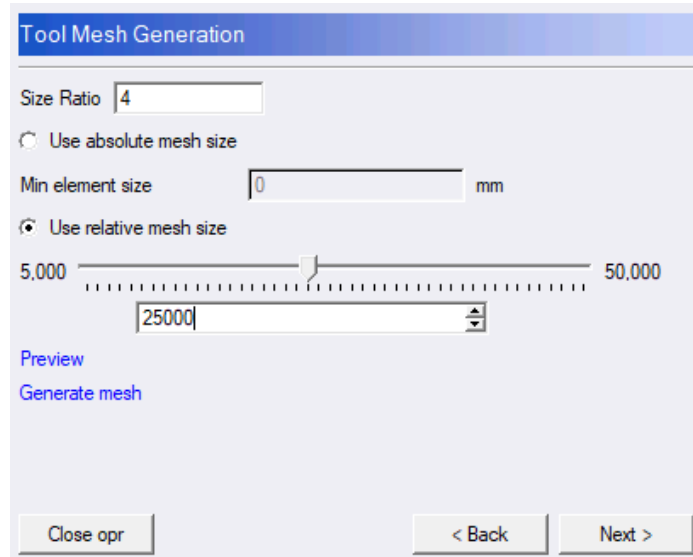 Tool Mesh Generation
Size Ratio 4
Use absolute mesh size
Min element size 0 mm
Use relative mesh size
5,000 50,000
25000
Preview
Generate mesh
Close opr < Back Next >